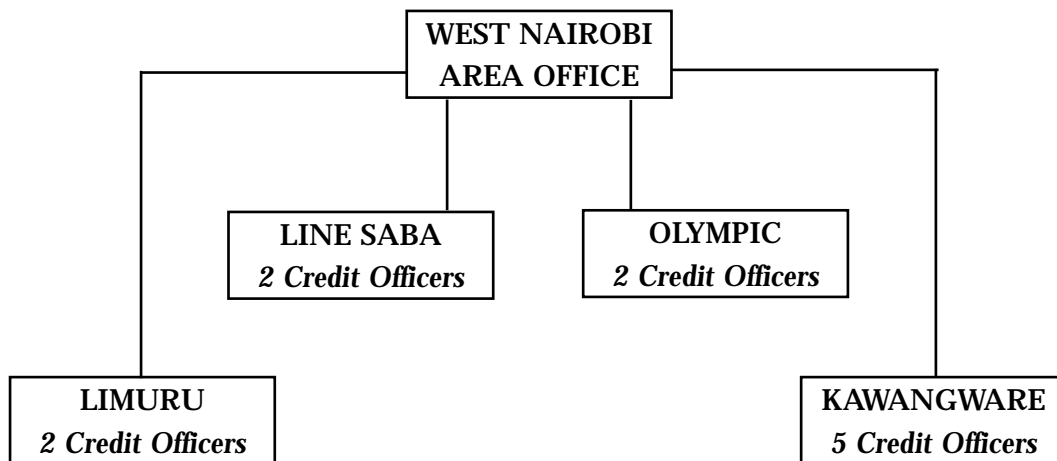 WEST NAIROBI
AREA OFFICE
LINE SABA
2 Credit Officers
OLYMPIC
2 Credit Officers
LIMURU
2 Credit Officers
KAWANGWARE
5 Credit Officers